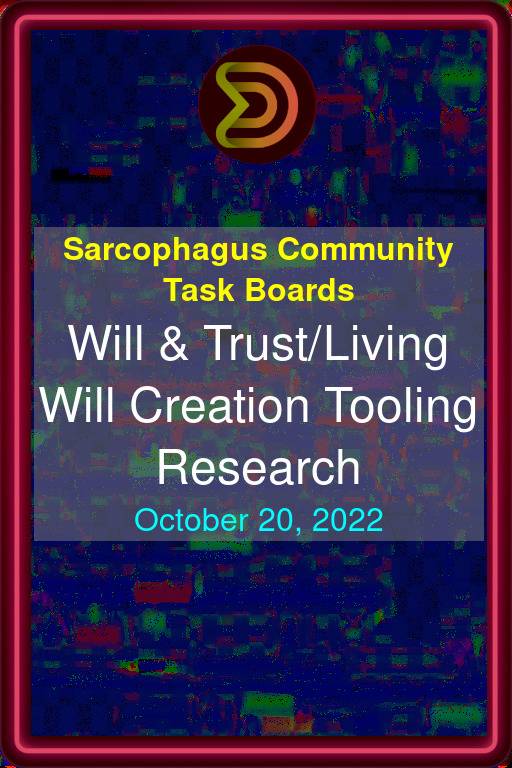 Sarcophagus Community
Task Boards
Will & Trust/Living
Will Creation Tooling
Research
October 20, 2022